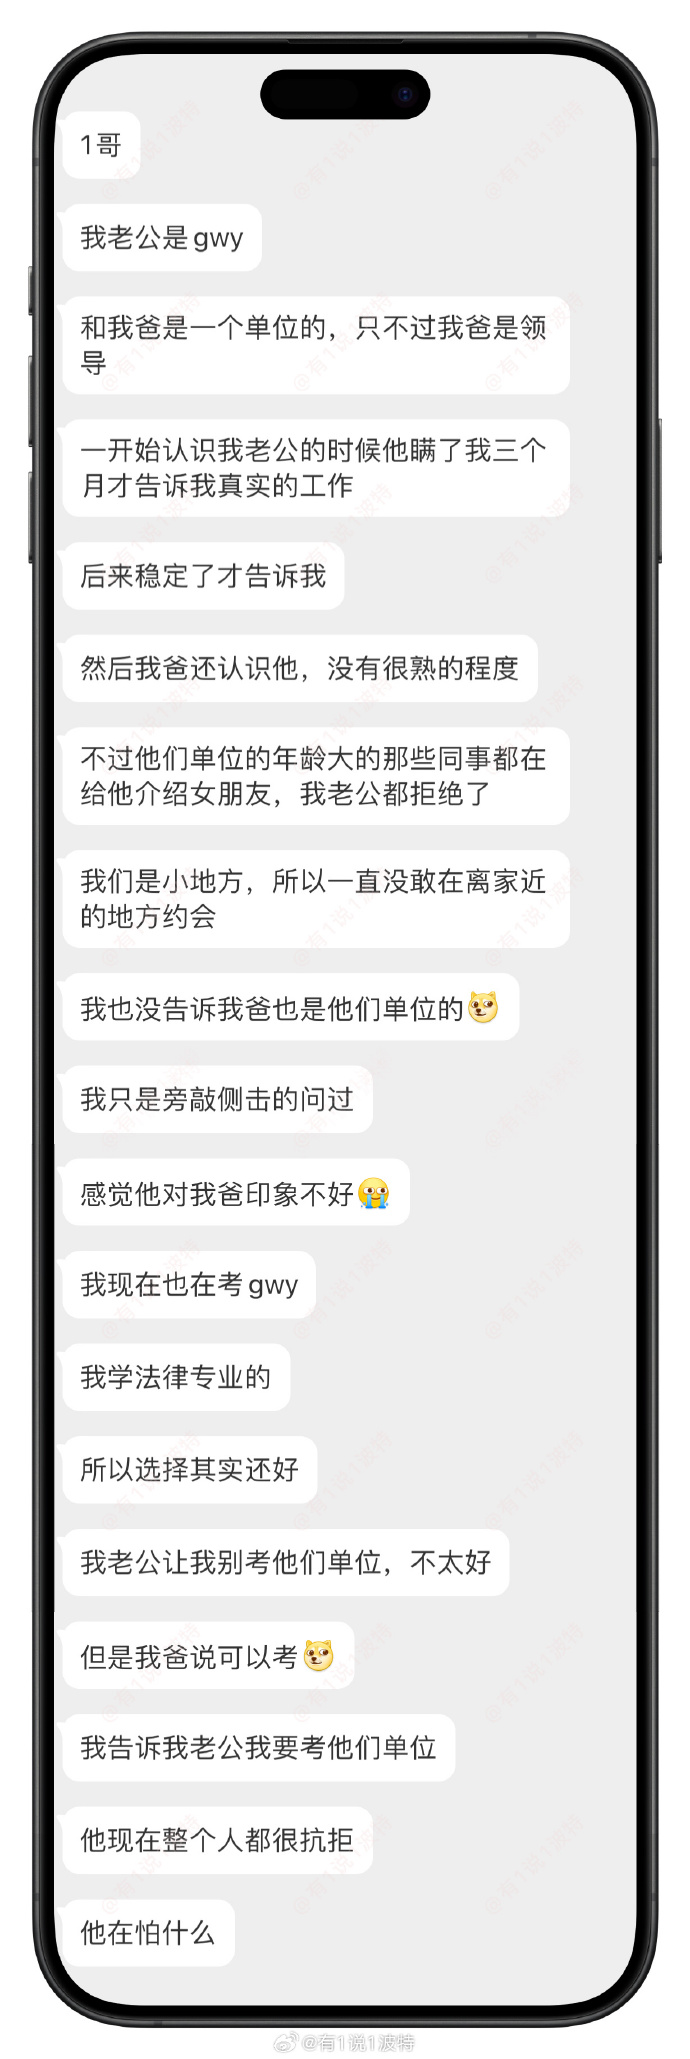 1哥
我老公是gwy
和我爸是一个单位的，只不过我爸是领
导
一开始认识我老公的时候他瞒了我三个
月才告诉我真实的工作
后来稳定了才告诉我
然后我爸还认识他，没有很熟的程度
不过他们单位的年龄大的那些同事都在
给他介绍女朋友，我老公都拒绝了
我们是小地方，所以一直没敢在离家近
的地方约会
我也没告诉我爸也是他们单位的
我只是旁敲侧击的问过
感觉他对我爸印象不好
我现在也在考gwy
我学法律专业的
所以选择其实还好
我老公让我别考他们单位，不太好
但是我爸说可以考
我告诉我老公我要考他们单位
他现在整个人都很抗拒
他在怕什么
@有1说1波特